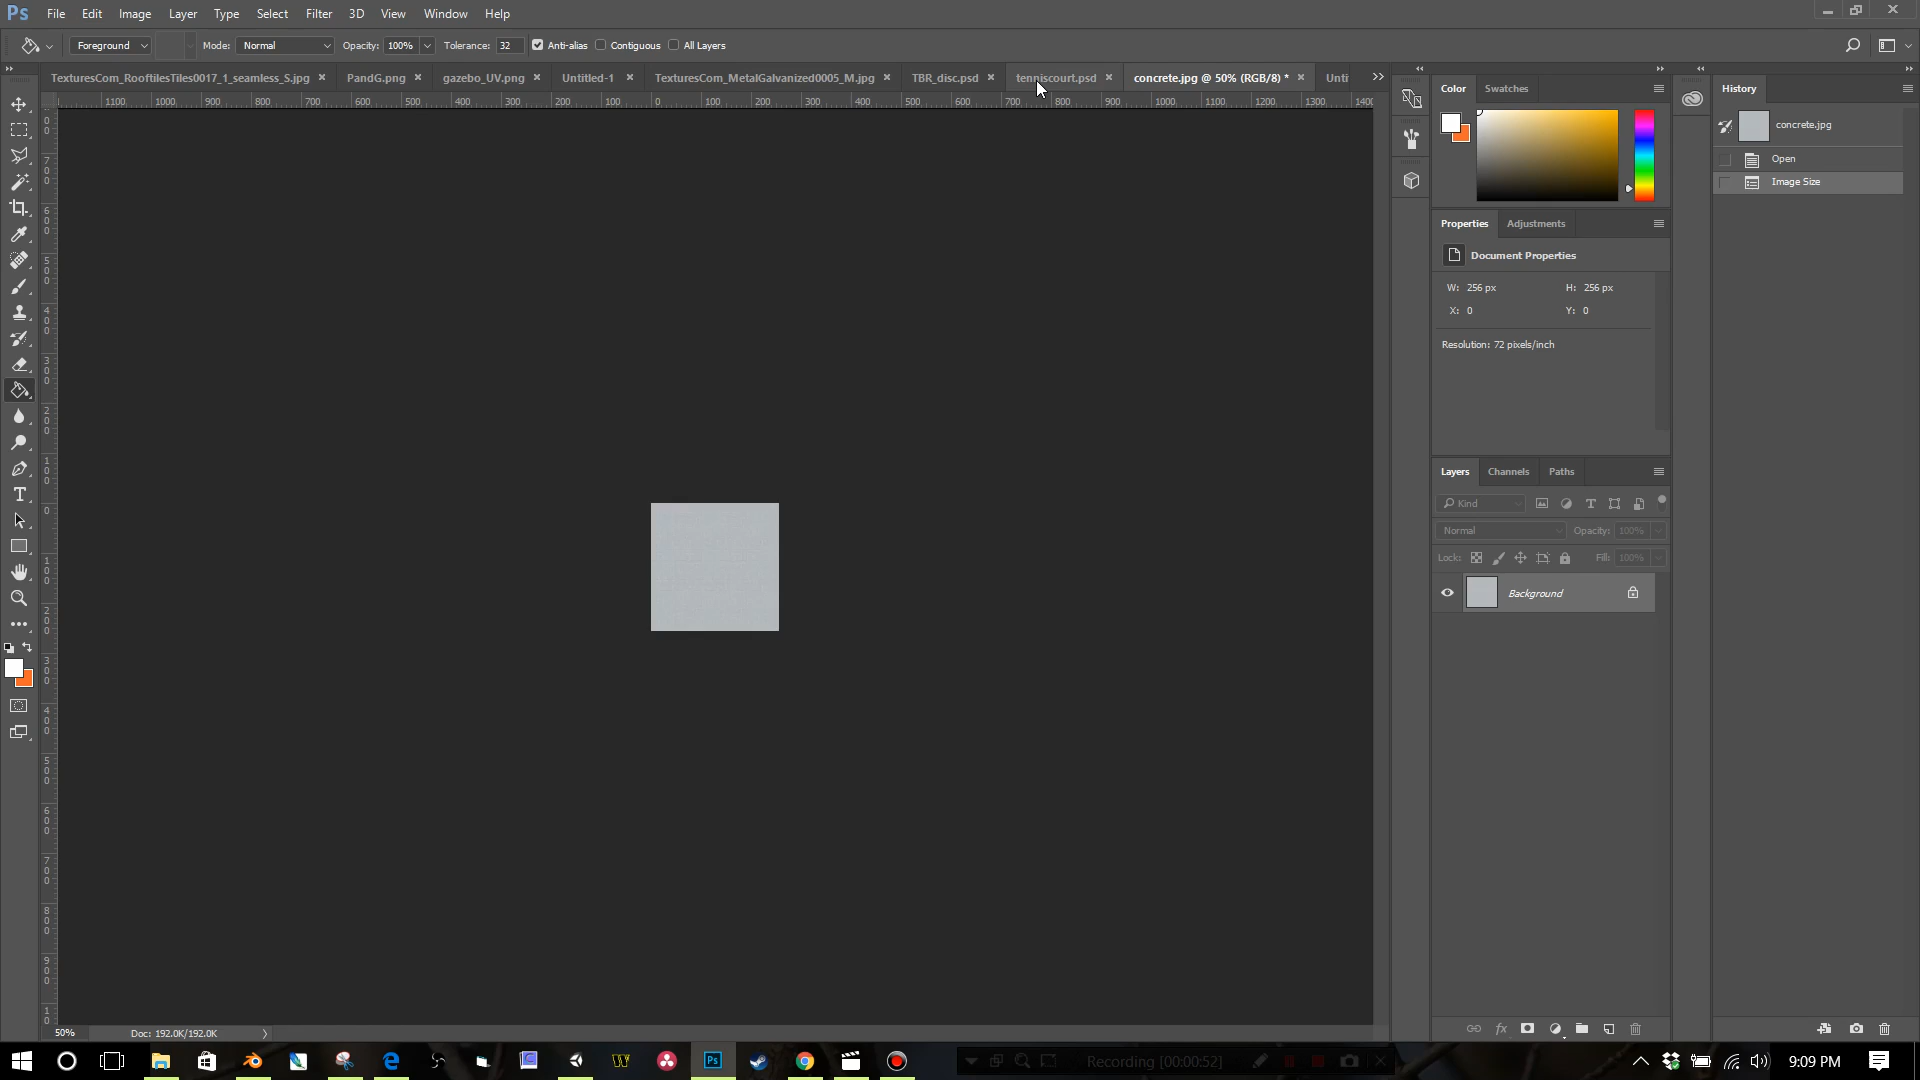 Ps File Edit Image Layer Type Select Filter 3D View Window Help
Foreground Mode: Normal Opacity: 100% Tolerance: 32 Anti-alias Contiguous All Layers
TexturesCom_RooftilesTiles0017_1_seamless_S.jpg × PandG.png × gazebo_UV.png × Untitled-1 × TexturesCom_MetalGalvanized0005_M.jpg × TBR_disc.psd × tenniscourt.psd × concrete.jpg @ 50% (RGB/8) * × Unti
1100 1000 900 800 700 600 500 400 300 200 100 0 100 200 300 400 500 600 700 800 900 1000 1100 1200 1300 1400
Color Swatches
History
concrete.jpg
Open
Image Size
Properties Adjustments
Document Properties
W: 256 px H: 256 px
X: 0 Y: 0
Resolution: 72 pixels/inch
Layers Channels Paths
Kind
Normal Opacity: 100%
Lock: Fill: 100%
Background
50% Doc: 192.0K/192.0K
Ps Recording [00:00:52] 9:09 PM